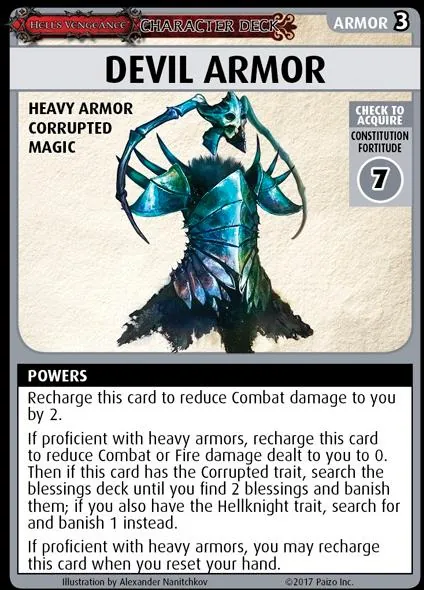 HELL'S VENGEANCE CHARACTER DECK ARMOR 3
DEVIL ARMOR
HEAVY ARMOR
CORRUPTED
MAGIC
CHECK TO
ACQUIRE
CONSTITUTION
FORTITUDE
7
POWERS
Recharge this card to reduce Combat damage to you
by 2.
If proficient with heavy armors, recharge this card
to reduce Combat or Fire damage dealt to you to 0.
Then if this card has the Corrupted trait, search the
blessings deck until you find 2 blessings and banish
them; if you also have the Hellknight trait, search for
and banish 1 instead.
If proficient with heavy armors, you may recharge
this card when you reset your hand.
Illustration by Alexander Nanitchkov ©2017 Paizo Inc.